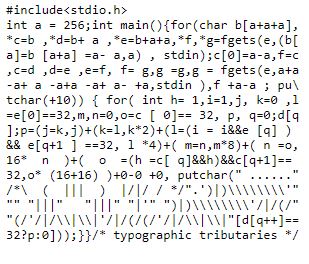 #include<stdio.h>
int a = 256;int main(){for(char b[a+a+a],
*c=b ,*d=b+ a ,*e=b+a+a,*f,*g=fgets(e,(b[
a]=b [a+a] =a- a,a) , stdin);c[0]=a-a,f=c
,c=d ,d=e ,e=f, f= g,g =g,g = fgets(e,a+a
-a+ a -a+a -a+ a- +a,stdin ),f +a-a ; pu\
tchar(+10)) { for( int h= 1,i=1,j, k=0 ,l
=e[0]==32,m,n=0,o=c [ 0]== 32, p, q=0;d[q
];p=(j=k,j)+(k=l,k*2)+(l=(i = i&&e [q] )
&& e[q+1 ] ==32, l *4)+( m=n,m*8)+( n =o,
16* n )+( o =(h =c[ q]&&h)&&c[q+1]==
32,o* (16+16) )+0-0 +0, putchar(" ......"
/*\ ( ||| ) |/|/ / */".')|)\\\\\\\\'"
"" "|||" "|||" "|'" ")|)\\\\\\\\'/|/(/"
"(/'/|/\\|\\|'/|/(/(/'/|/\\|\\|"[d[q++]==
32?p:0]));}}/* typographic tributaries */